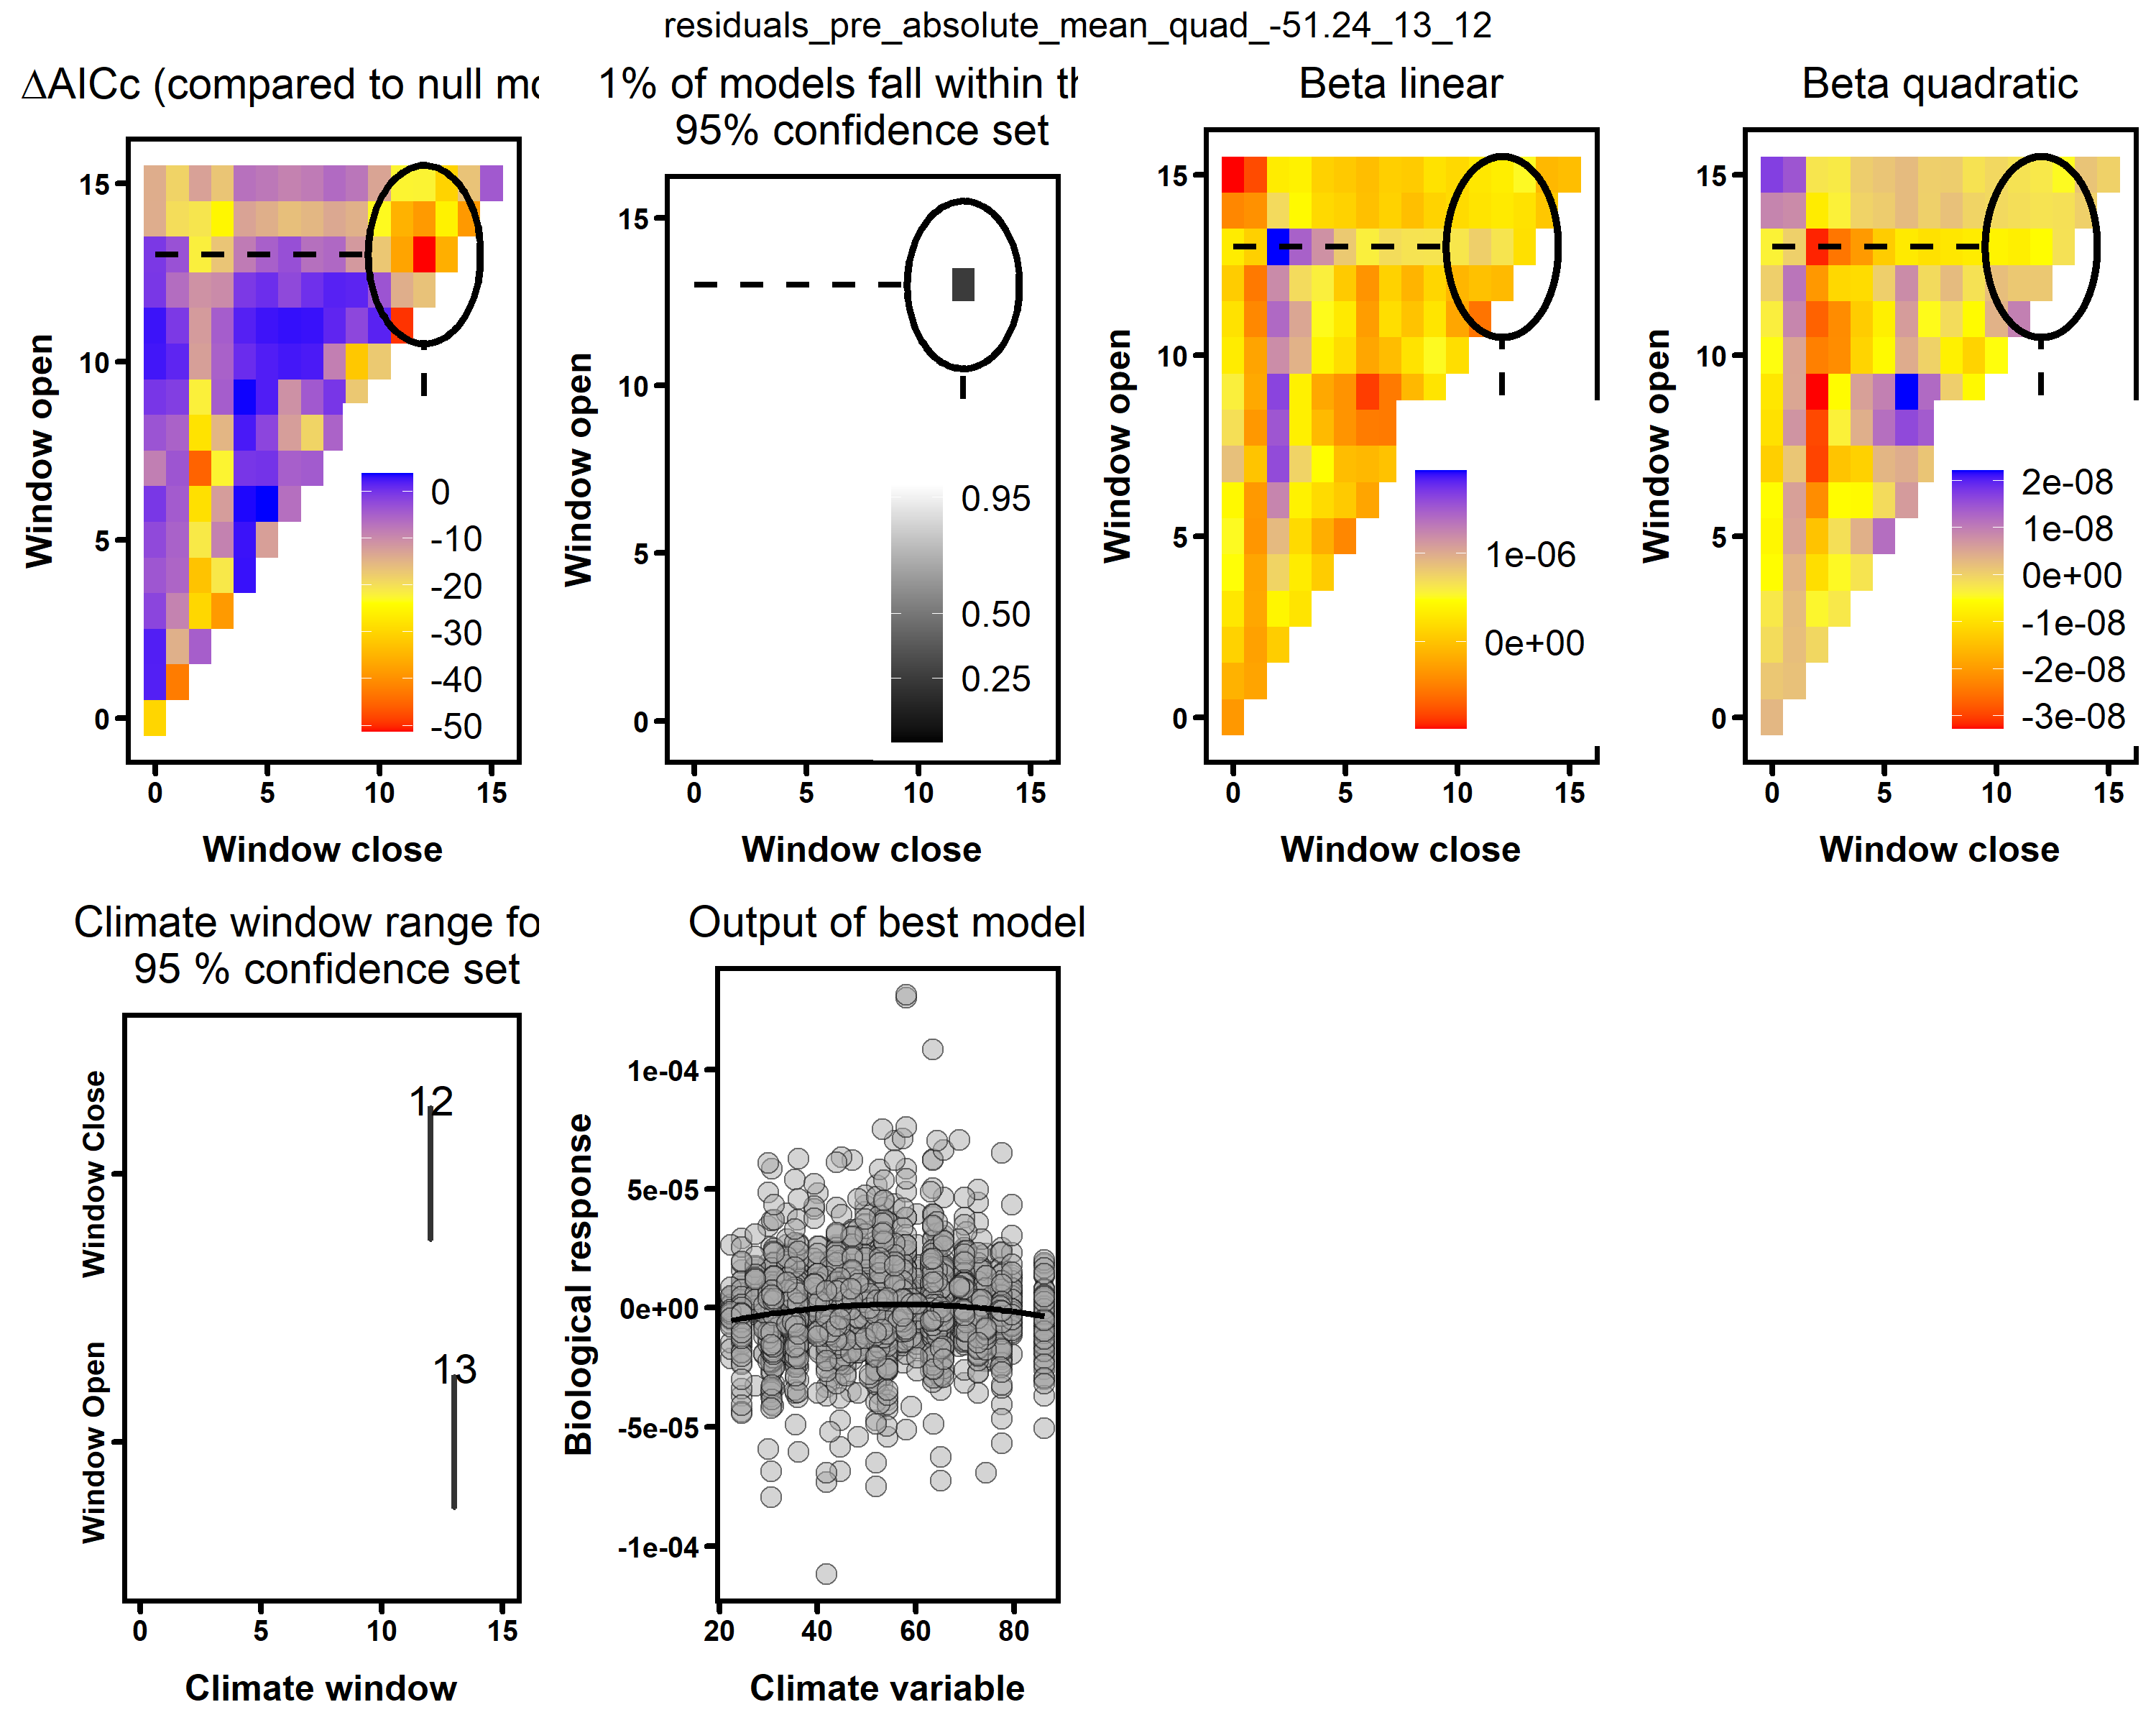 residuals_pre_absolute_mean_quad_-51.24_13_12
ΔAICc (compared to null mo
15
10
5
0
0
-10
-20
-30
-40
-50
0 5 10 15
Window open
Window close
1% of models fall within th
95% confidence set
15
10
5
0
0.95
0.50
0.25
0 5 10 15
Window open
Window close
Beta linear
15
10
5
0
1e-06
0e+00
0 5 10 15
Window open
Window close
Beta quadratic
15
10
5
0
2e-08
1e-08
0e+00
-1e-08
-2e-08
-3e-08
0 5 10 15
Window open
Window close
Climate window range fo
95 % confidence set
Window Close
12
Window Open
13
0 5 10 15
Climate window
Output of best model
1e-04
5e-05
0e+00
-5e-05
-1e-04
20 40 60 80
Biological response
Climate variable